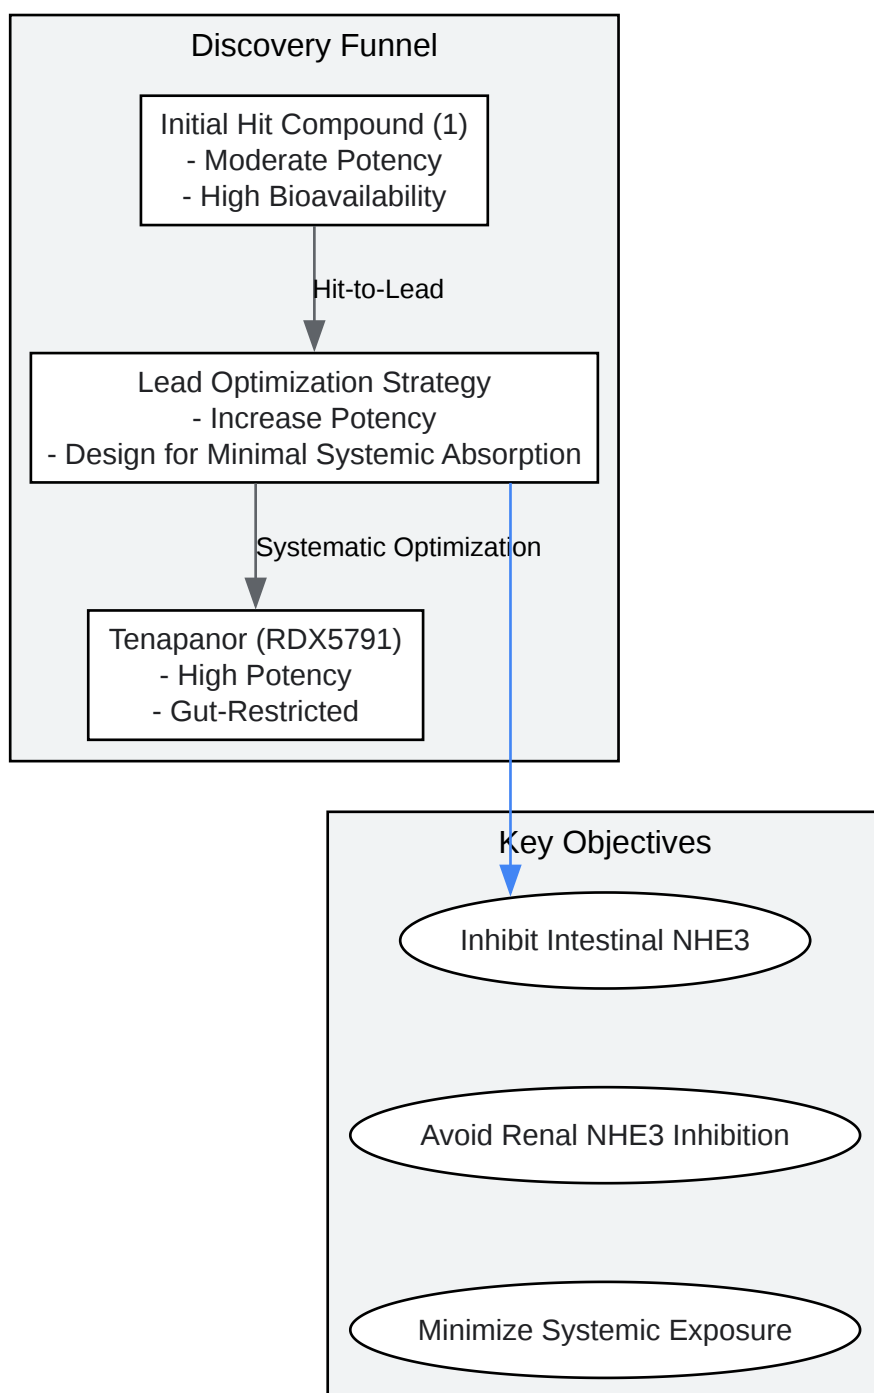 Discovery Funnel
Initial Hit Compound (1)
- Moderate Potency
- High Bioavailability
Hit-to-Lead
Lead Optimization Strategy
- Increase Potency
- Design for Minimal Systemic Absorption
Systematic Optimization
Tenapanor (RDX5791)
- High Potency
- Gut-Restricted
Key Objectives
Inhibit Intestinal NHE3
Avoid Renal NHE3 Inhibition
Minimize Systemic Exposure